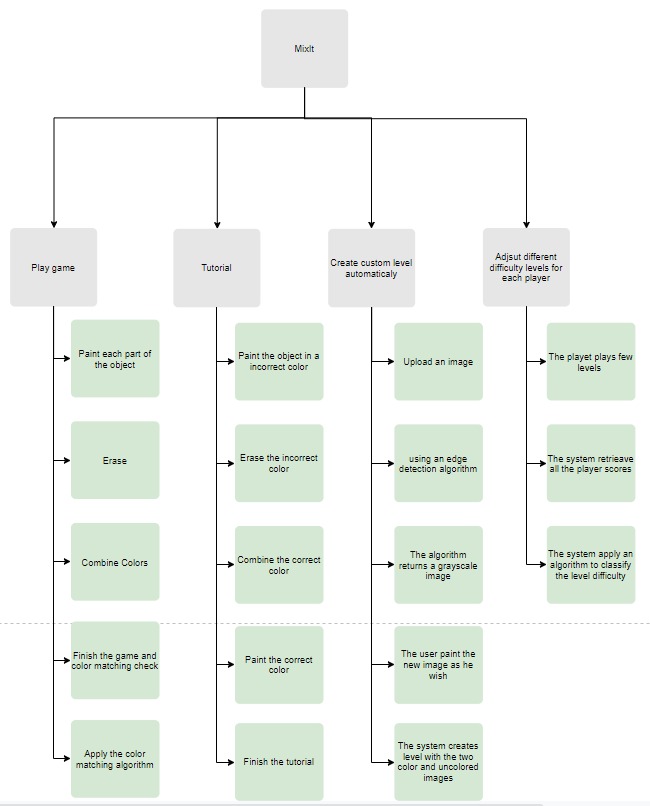 MixIt
Play game
Tutorial
Create custom level
automaticaly
Adjsut different
difficulty levels for
each player
Paint each part of
the object
Paint the object in a
incorrect color
Upload an image
The playet plays few
levels
Erase
Erase the incorrect
color
using an edge
detection algorithm
The system retrieave
all the player scores
Combine Colors
Combine the correct
color
The algorithm
returns a grayscale
image
The system apply an
algorithm to classify
the level difficulty
Finish the game and
color matching check
Paint the correct
color
The user paint the
new image as he
wish
Apply the color
matching algorithm
Finish the tutorial
The system creates
level with the two
color and uncolored
images